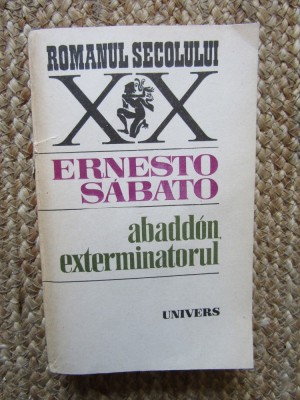 ROMANUL SECOLULUI
XX
ERNESTO
SÁBATO
abaddón,
exterminatorul
UNIVERS